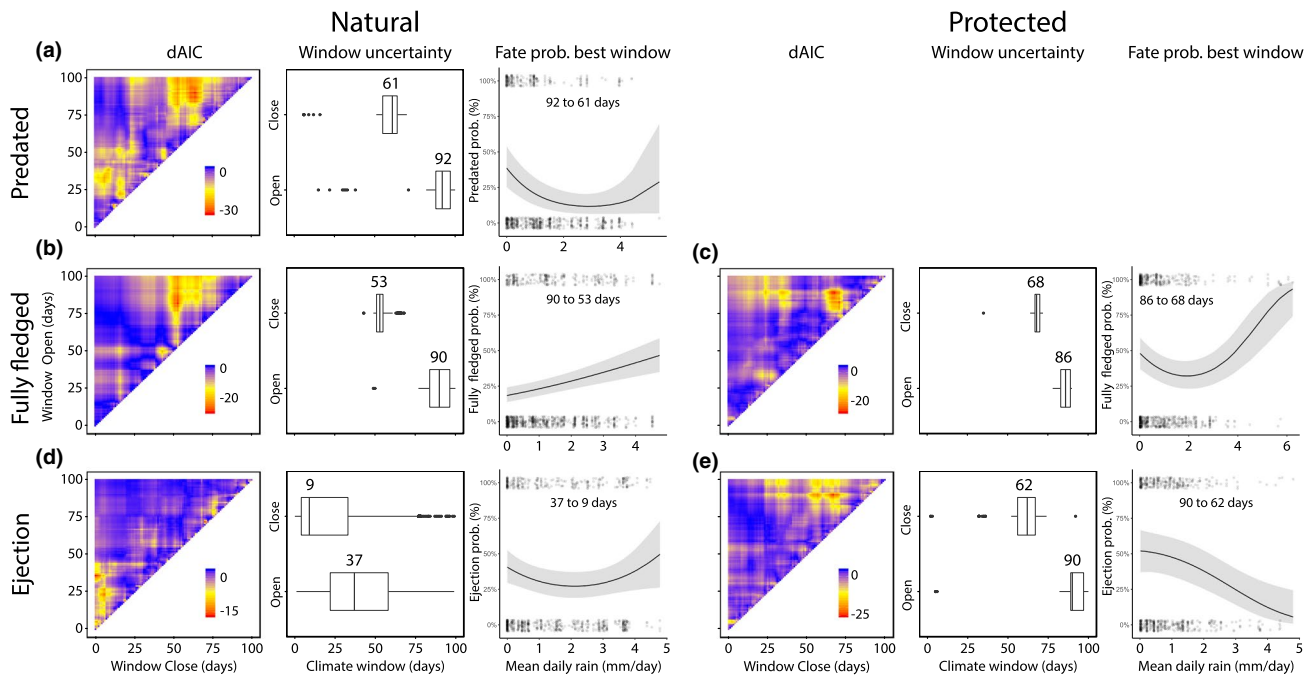 Natural
Protected
(a)
dAIC
Window uncertainty
Fate prob. best window
dAIC
Window uncertainty
Fate prob. best window
Predated
100
75
50
25
0
0
-30
Close
Open
61
92
Predated prob. (%)
100%
75%
50%
25%
0%
92 to 61 days
0
2
4
(b)
Fully fledged
Window Open (days)
100
75
50
25
0
0
-20
Close
Open
53
90
Fully fledged prob. (%)
100%
75%
50%
25%
0%
90 to 53 days
0
1
2
3
4
5
(c)
0
-20
Close
Open
68
86
Fully fledged prob. (%)
100%
75%
50%
25%
0%
86 to 68 days
0
2
4
6
(d)
Ejection
100
75
50
25
0
0
-15
0
25
50
75
100
Window Close (days)
Close
Open
9
37
0
25
50
75
100
Climate window (days)
Ejection prob. (%)
100%
75%
50%
25%
0%
37 to 9 days
0
1
2
3
4
5
Mean daily rain (mm/day)
(e)
0
-25
0
25
50
75
100
Window Close (days)
Close
Open
62
90
0
25
50
75
100
Climate window (days)
Ejection prob. (%)
100%
75%
50%
25%
0%
90 to 62 days
0
1
2
3
4
5
Mean daily rain (mm/day)